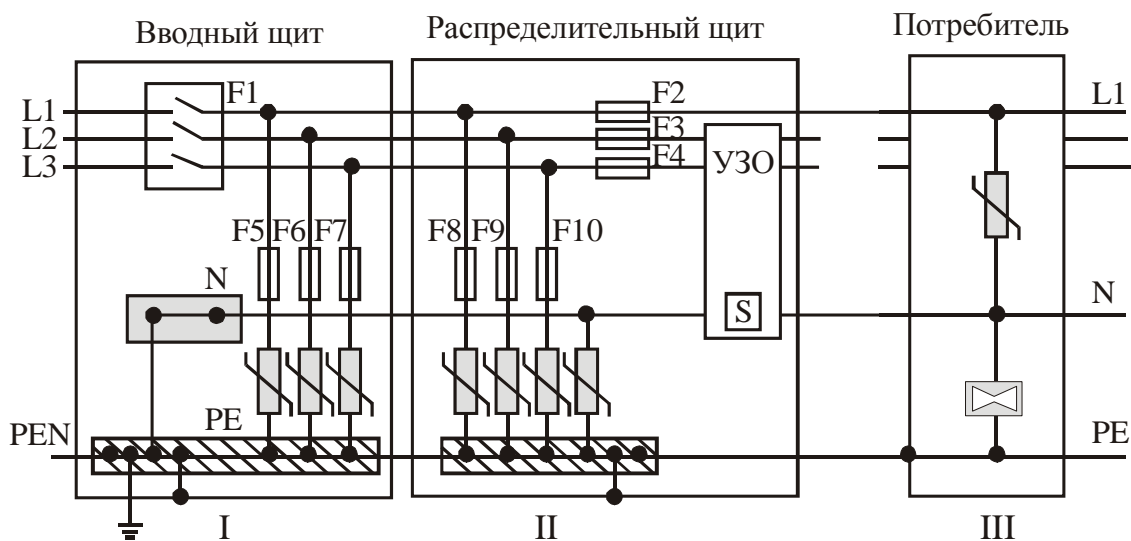 Вводный щит
Распределительный щит
Потребитель
L1
L2
L3
F1
F2
F3
F4
УЗО
L1
F5
F6
F7
F8
F9
F10
N
S
N
PEN
PE
PE
I
II
III